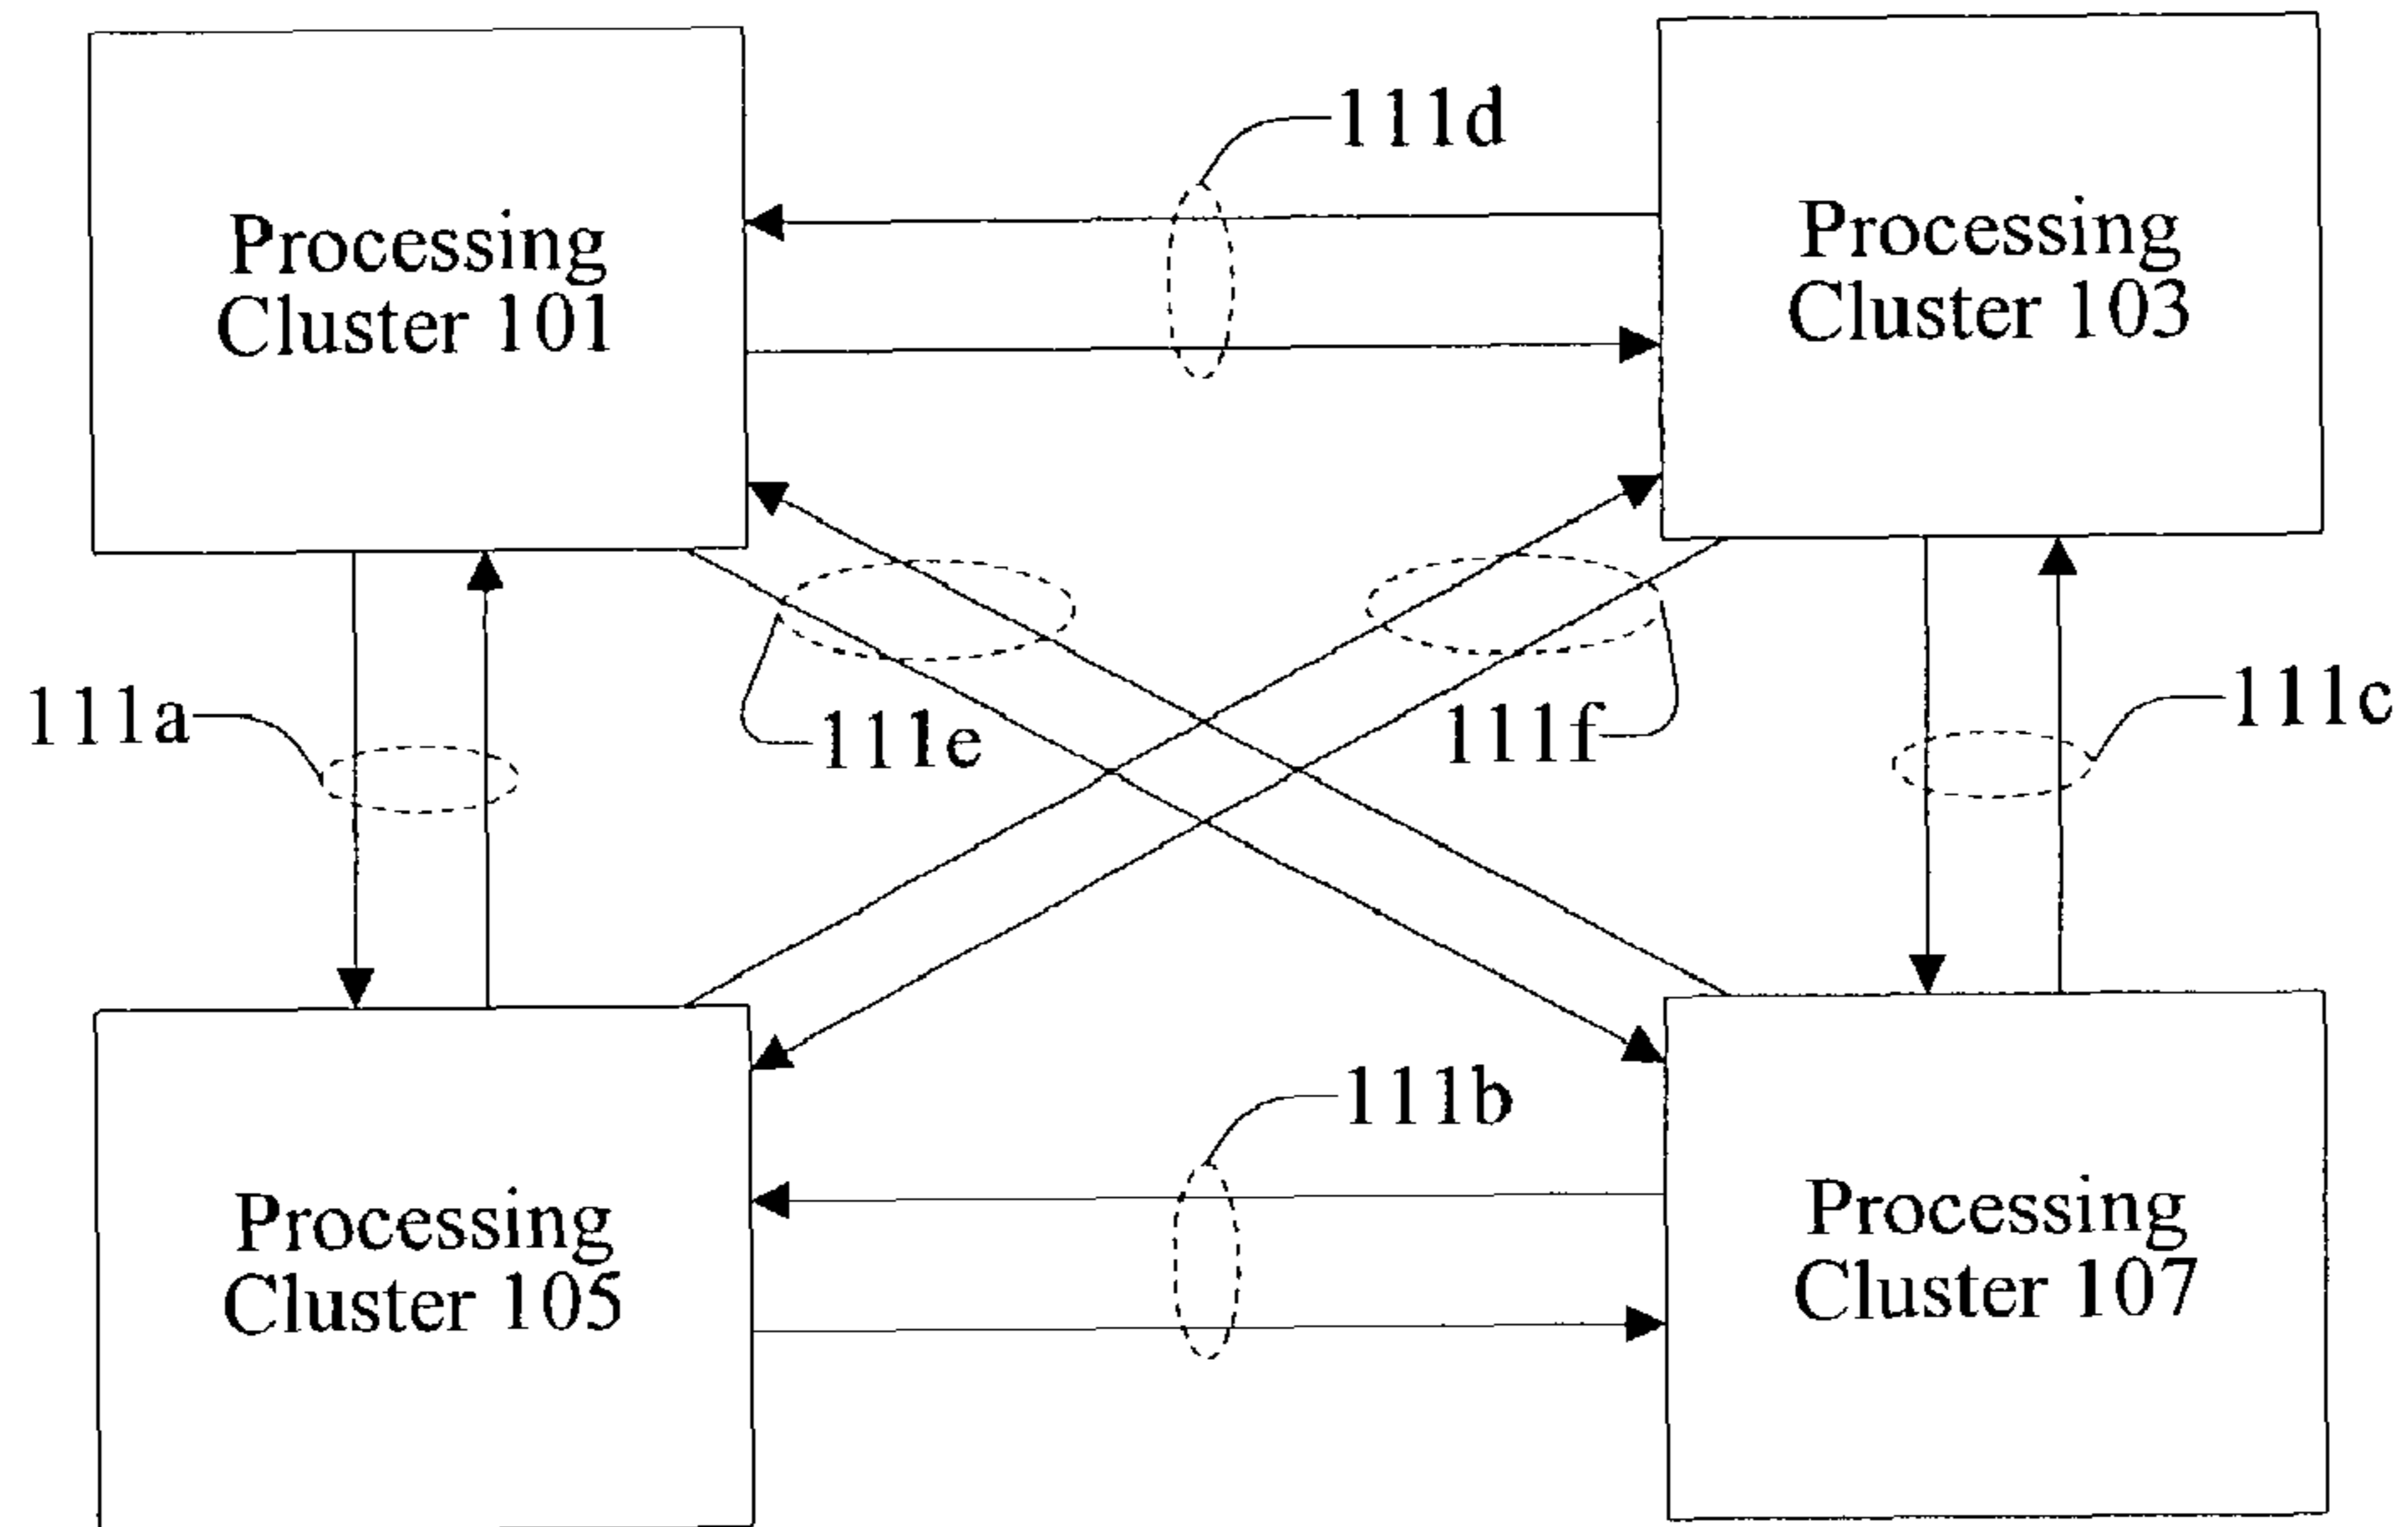 111d
Processing
Cluster 101
Processing
Cluster 103
111a
111e
111f
111c
111b
Processing
Cluster 105
Processing
Cluster 107